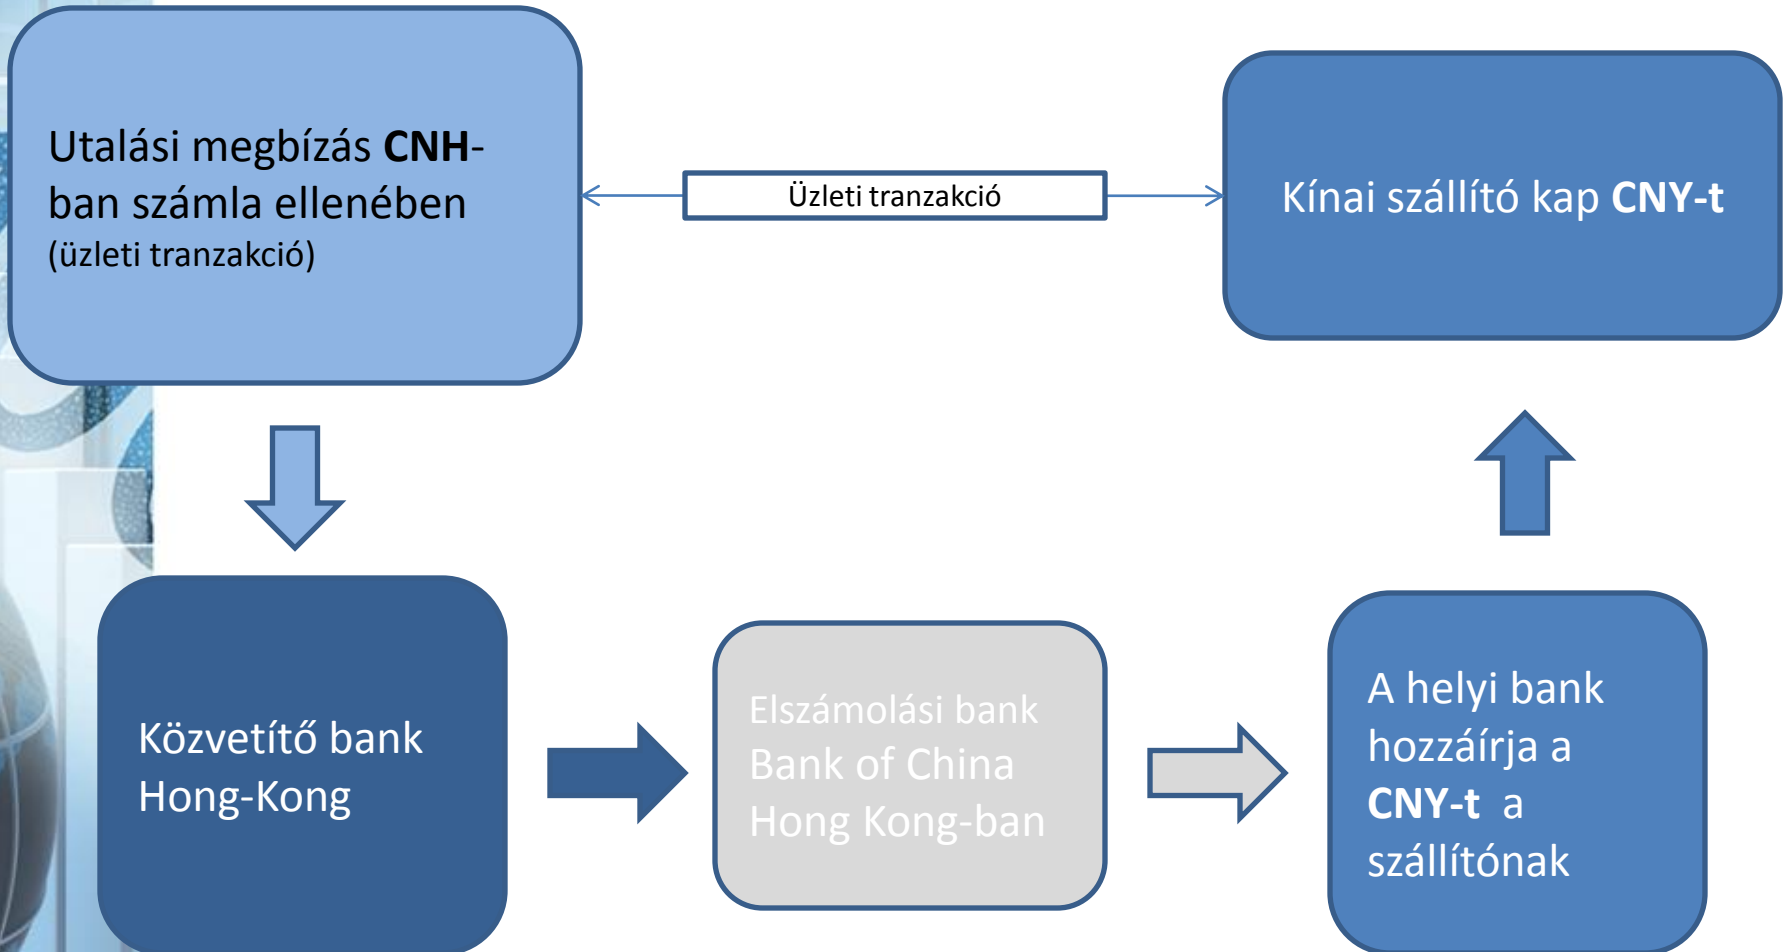 Utalási megbízás CNH-
ban számla ellenében
(üzleti tranzakció)
Üzleti tranzakció
Kínai szállító kap CNY-t
Közvetítő bank
Hong-Kong
Elszámolási bank
Bank of China
Hong Kong-ban
A helyi bank
hozzáírja a
CNY-t a
szállítónak